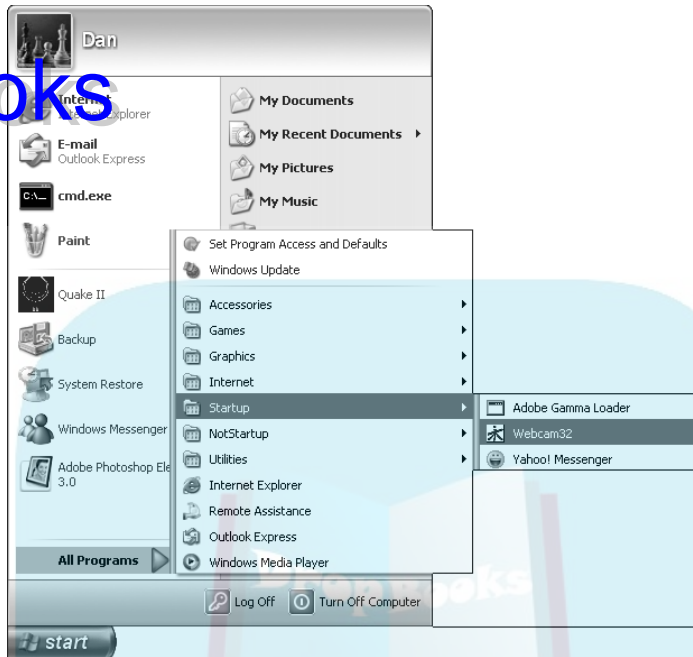 Dan
oks
Internet
Internet Explorer
E-mail
Outlook Express
C:\_
cmd.exe
Paint
Quake II
Backup
System Restore
Windows Messenger
Adobe Photoshop Ele
3.0
All Programs
My Documents
My Recent Documents
My Pictures
My Music
Set Program Access and Defaults
Windows Update
Accessories
Games
Graphics
Internet
Startup
NotStartup
Utilities
Internet Explorer
Remote Assistance
Outlook Express
Windows Media Player
Adobe Gamma Loader
Webcam32
Yahoo! Messenger
DropBooks
Log Off
Turn Off Computer
start